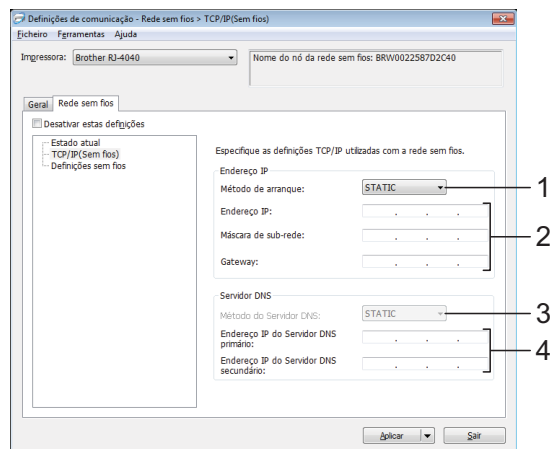 Definições de comunicação - Rede sem fios > TCP/IP(Sem fios)
Ficheiro Ferramentas Ajuda
Impressora: Brother RJ-4040
Nome do nó da rede sem fios: BRW0022587D2C40
Geral Rede sem fios
Desativar estas definições
Estado atual
TCP/IP(Sem fios)
Definições sem fios
Especifique as definições TCP/IP utilizadas com a rede sem fios.
Endereço IP
Método de arranque: STATIC 1
Endereço IP: . . .
Máscara de sub-rede: . . . 2
Gateway: . . .
Servidor DNS
Método do Servidor DNS: STATIC 3
Endereço IP do Servidor DNS
primário: . . .
4
Endereço IP do Servidor DNS
secundário: . . .
Aplicar Sair